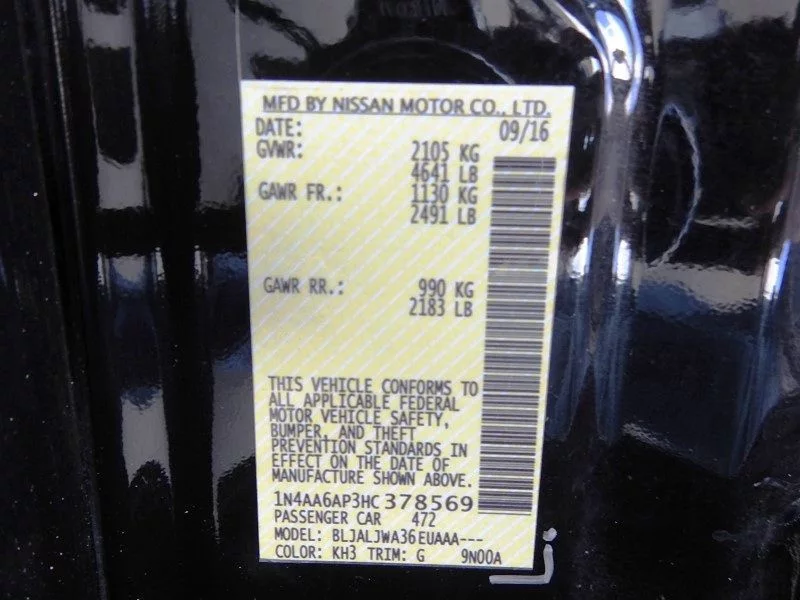 MFD BY NISSAN MOTOR CO., LTD.
DATE: 09/16
GVWR: 2105 KG
4641 LB
GAWR FR.: 1130 KG
2491 LB
GAWR RR.: 990 KG
2183 LB
THIS VEHICLE CONFORMS TO
ALL APPLICABLE FEDERAL
MOTOR VEHICLE SAFETY,
BUMPER, AND THEFT
PREVENTION STANDARDS IN
EFFECT ON THE DATE OF
MANUFACTURE SHOWN ABOVE.
1N4AA6AP3HC378569
PASSENGER CAR 472
MODEL: BLJALJWA36EUAAA---
COLOR: KH3 TRIM: G 9N00A